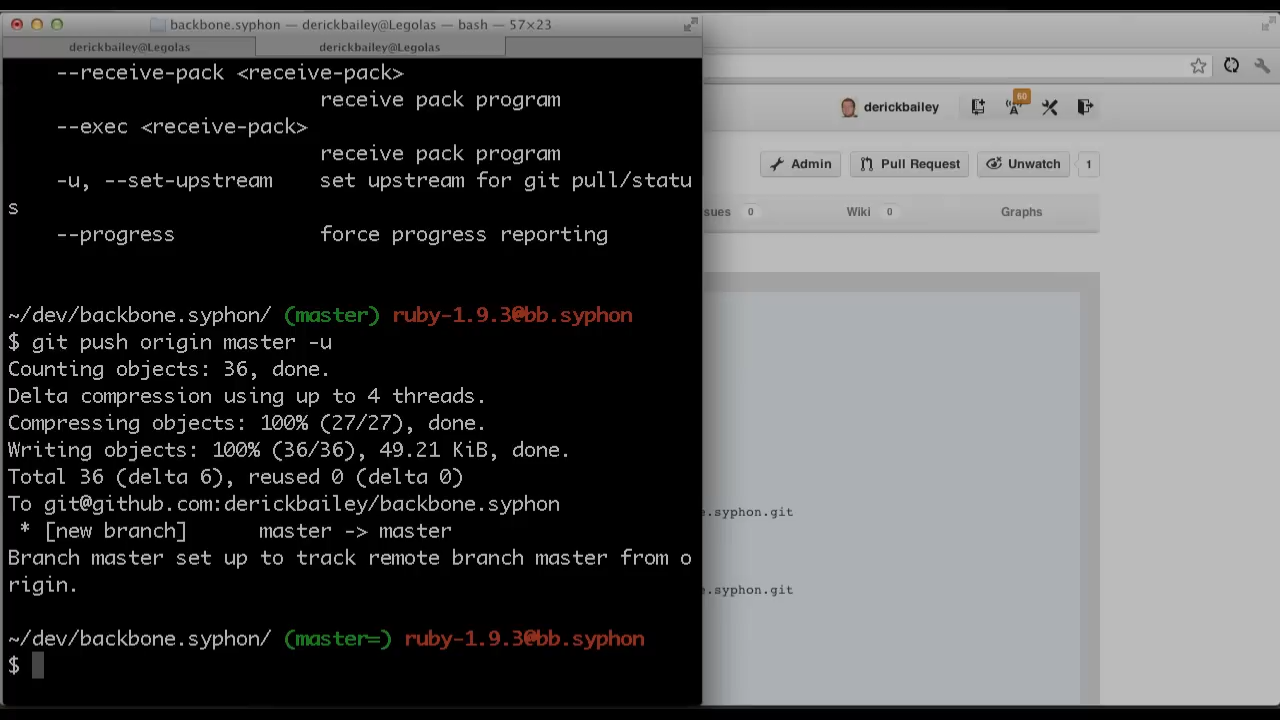 backbone.syphon — derickbailey@Legolas — bash — 57×23
derickbailey@Legolas derickbailey@Legolas
--receive-pack <receive-pack>
receive pack program
--exec <receive-pack>
receive pack program
-u, --set-upstream set upstream for git pull/statu
s
--progress force progress reporting
~/dev/backbone.syphon/ (master) ruby-1.9.3@bb.syphon
$ git push origin master -u
Counting objects: 36, done.
Delta compression using up to 4 threads.
Compressing objects: 100% (27/27), done.
Writing objects: 100% (36/36), 49.21 KiB, done.
Total 36 (delta 6), reused 0 (delta 0)
To git@github.com:derickbailey/backbone.syphon
* [new branch] master -> master
Branch master set up to track remote branch master from o
rigin.
~/dev/backbone.syphon/ (master=) ruby-1.9.3@bb.syphon
$
derickbailey 60
Admin Pull Request Unwatch 1
sues 0 Wiki 0 Graphs
e.syphon.git
e.syphon.git